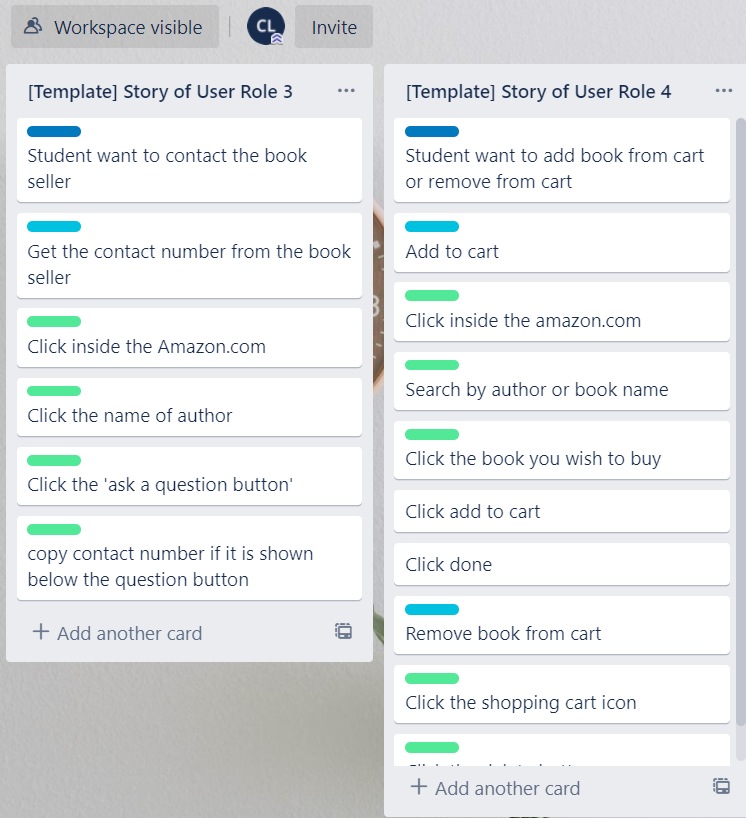 Workspace visible
CL
Invite
[Template] Story of User Role 3
Student want to contact the book
seller
Get the contact number from the book
seller
Click inside the Amazon.com
Click the name of author
Click the 'ask a question button'
copy contact number if it is shown
below the question button
Add another card
[Template] Story of User Role 4
Student want to add book from cart
or remove from cart
Add to cart
Click inside the amazon.com
Search by author or book name
Click the book you wish to buy
Click add to cart
Click done
Remove book from cart
Click the shopping cart icon
Add another card